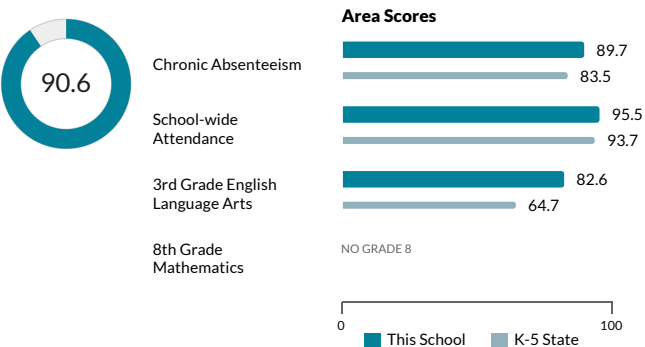 90.6
Area Scores
Chronic Absenteeism
89.7
83.5
School-wide
Attendance
95.5
93.7
3rd Grade English
Language Arts
82.6
64.7
8th Grade
Mathematics
NO GRADE 8
0
100
This School
K-5 State